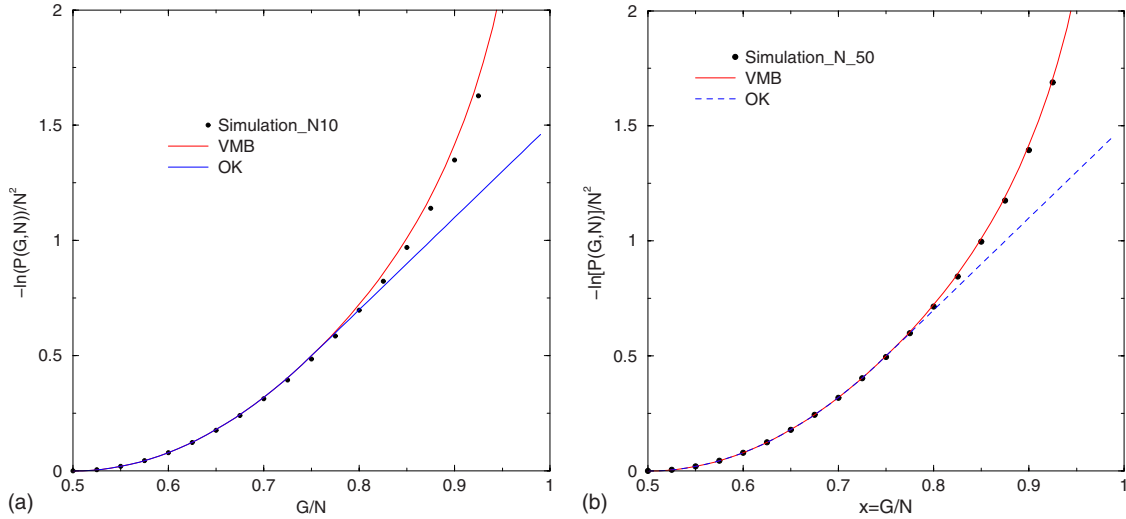 2
1.5
1
0.5
0
-ln(P(G,N))/N²
Simulation_N10
VMB
OK
0.5 0.6 0.7 0.8 0.9 1
G/N
(a)
2
1.5
1
0.5
0
-ln[P(G,N)]/N²
Simulation_N_50
VMB
OK
0.5 0.6 0.7 0.8 0.9 1
x=G/N
(b)